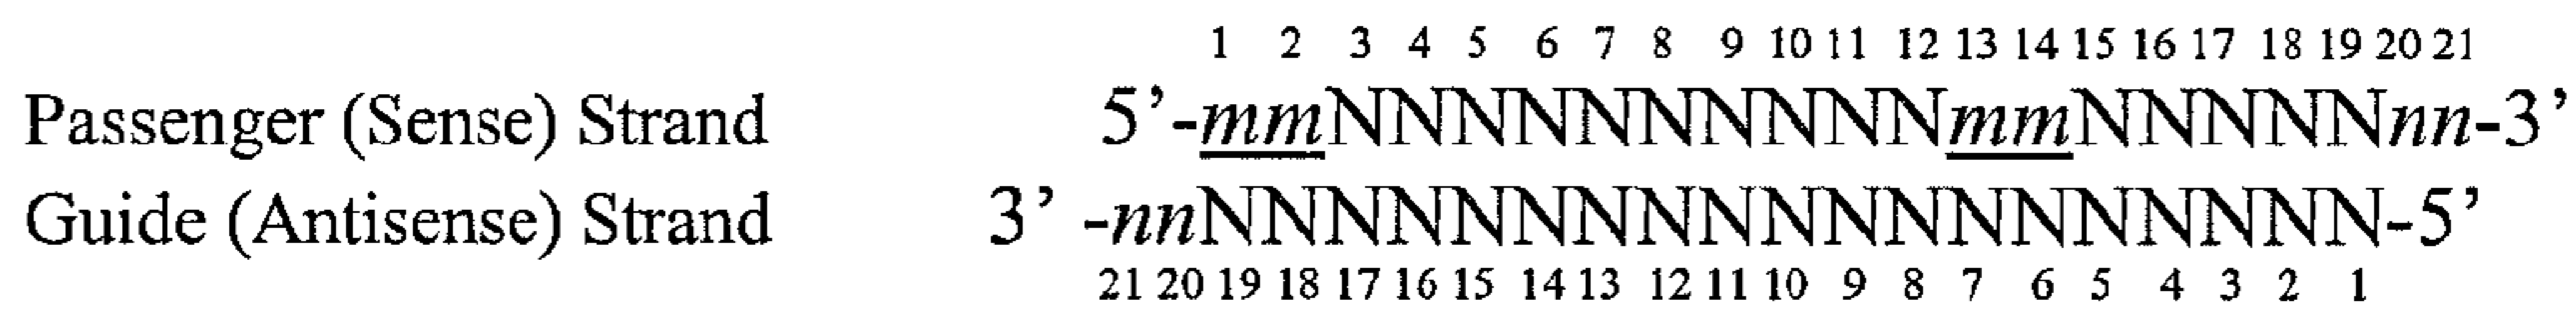 1 2 3 4 5 6 7 8 9 10 11 12 13 14 15 16 17 18 19 20 21
Passenger (Sense) Strand 5’-mmNNNNNNNNNNmmNNNNNnn-3’
Guide (Antisense) Strand 3’ -nnNNNNNNNNNNNNNNNNNNN-5’
21 20 19 18 17 16 15 14 13 12 11 10 9 8 7 6 5 4 3 2 1